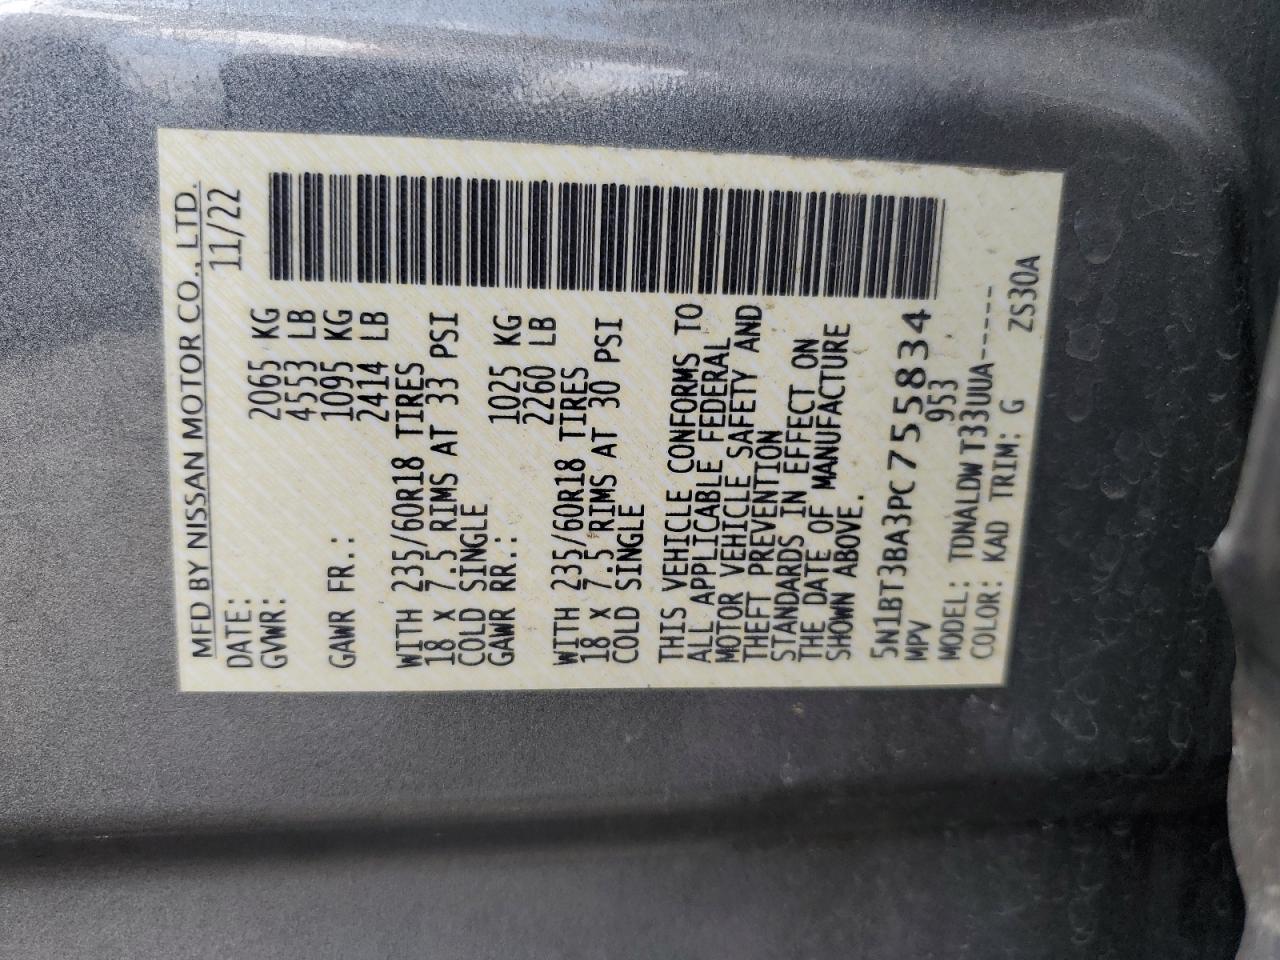 MFD BY NISSAN MOTOR CO., LTD.
DATE: 11/22
GVWR: 2065 KG
4553 LB
GAWR FR.: 1095 KG
2414 LB
WITH 235/60R18 TIRES
18 X 7.5 RIMS AT 33 PSI
COLD SINGLE
GAWR RR.: 1025 KG
2260 LB
WITH 235/60R18 TIRES
18 X 7.5 RIMS AT 30 PSI
COLD SINGLE
THIS VEHICLE CONFORMS TO
ALL APPLICABLE FEDERAL
MOTOR VEHICLE SAFETY AND
THEFT PREVENTION
STANDARDS IN EFFECT ON
THE DATE OF MANUFACTURE
SHOWN ABOVE.
5N1BT3BA3PC755834
MPV 953
MODEL: TDNALDW T33UUA-----
COLOR: KAD TRIM: G ZS30A